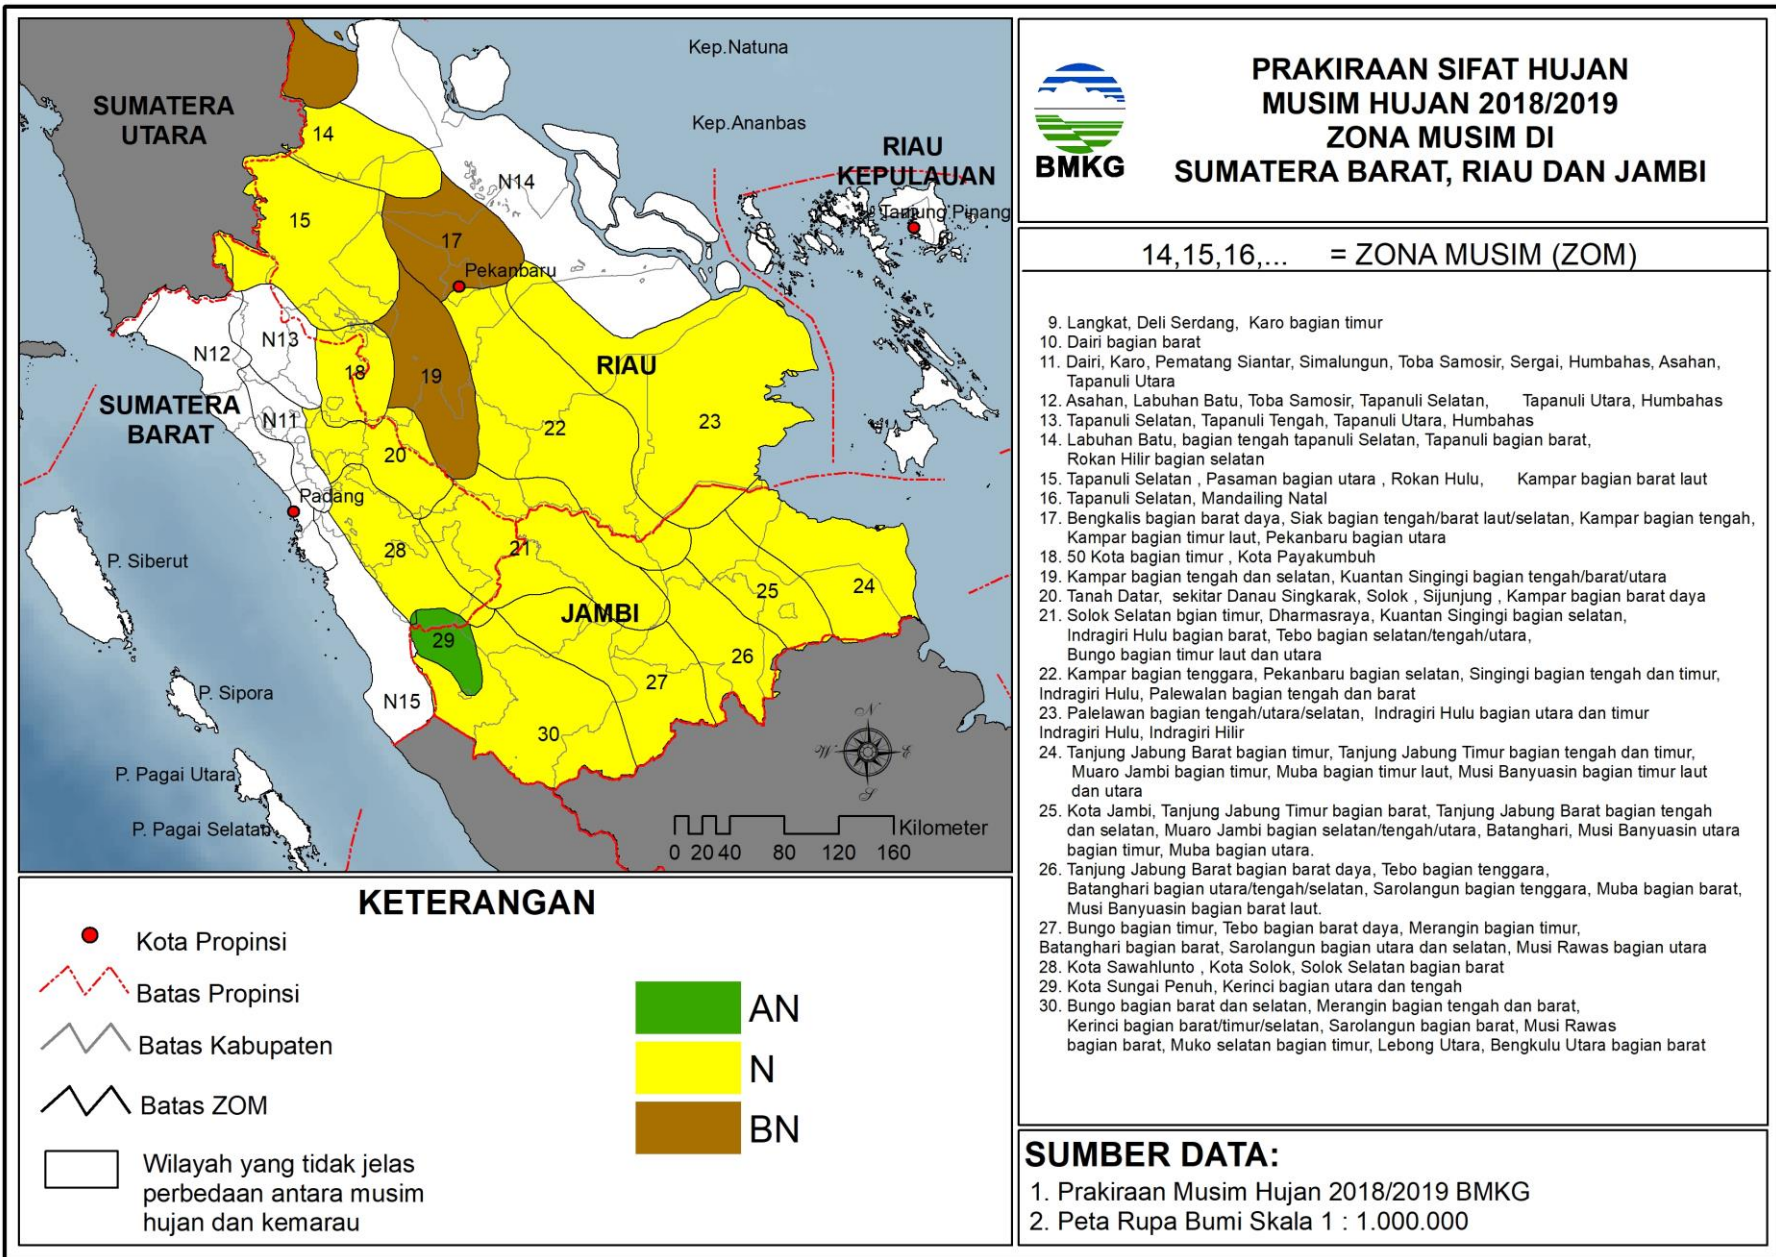 SUMATERA
UTARA
Kep.Natuna
Kep.Ananbas
RIAU
KEPULAUAN
Tanjung Pinang
14
N14
15
17
Pekanbaru
N13
N12
18
19
RIAU
SUMATERA
BARAT
N11
22
23
20
Padang
28
21
P. Siberut
25
24
JAMBI
29
26
27
P. Sipora
N15
30
N
W
E
S
P. Pagai Utara
P. Pagai Selatan
Kilometer
0 20 40 80 120 160
KETERANGAN
Kota Propinsi
Batas Propinsi
Batas Kabupaten
Batas ZOM
Wilayah yang tidak jelas
perbedaan antara musim
hujan dan kemarau
AN
N
BN
BMKG
PRAKIRAAN SIFAT HUJAN
MUSIM HUJAN 2018/2019
ZONA MUSIM DI
SUMATERA BARAT, RIAU DAN JAMBI
14,15,16,... = ZONA MUSIM (ZOM)
9. Langkat, Deli Serdang, Karo bagian timur
10. Dairi bagian barat
11. Dairi, Karo, Pematang Siantar, Simalungun, Toba Samosir, Sergai, Humbahas, Asahan,
Tapanuli Utara
12. Asahan, Labuhan Batu, Toba Samosir, Tapanuli Selatan, Tapanuli Utara, Humbahas
13. Tapanuli Selatan, Tapanuli Tengah, Tapanuli Utara, Humbahas
14. Labuhan Batu, bagian tengah tapanuli Selatan, Tapanuli bagian barat,
Rokan Hilir bagian selatan
15. Tapanuli Selatan , Pasaman bagian utara , Rokan Hulu, Kampar bagian barat laut
16. Tapanuli Selatan, Mandailing Natal
17. Bengkalis bagian barat daya, Siak bagian tengah/barat laut/selatan, Kampar bagian tengah,
Kampar bagian timur laut, Pekanbaru bagian utara
18. 50 Kota bagian timur , Kota Payakumbuh
19. Kampar bagian tengah dan selatan, Kuantan Singingi bagian tengah/barat/utara
20. Tanah Datar, sekitar Danau Singkarak, Solok , Sijunjung , Kampar bagian barat daya
21. Solok Selatan bgian timur, Dharmasraya, Kuantan Singingi bagian selatan,
Indragiri Hulu bagian barat, Tebo bagian selatan/tengah/utara,
Bungo bagian timur laut dan utara
22. Kampar bagian tenggara, Pekanbaru bagian selatan, Singingi bagian tengah dan timur,
Indragiri Hulu, Palewalan bagian tengah dan barat
23. Palelawan bagian tengah/utara/selatan, Indragiri Hulu bagian utara dan timur
Indragiri Hulu, Indragiri Hilir
24. Tanjung Jabung Barat bagian timur, Tanjung Jabung Timur bagian tengah dan timur,
Muaro Jambi bagian timur, Muba bagian timur laut, Musi Banyuasin bagian timur laut
dan utara
25. Kota Jambi, Tanjung Jabung Timur bagian barat, Tanjung Jabung Barat bagian tengah
dan selatan, Muaro Jambi bagian selatan/tengah/utara, Batanghari, Musi Banyuasin utara
bagian timur, Muba bagian utara.
26. Tanjung Jabung Barat bagian barat daya, Tebo bagian tenggara,
Batanghari bagian utara/tengah/selatan, Sarolangun bagian tenggara, Muba bagian barat,
Musi Banyuasin bagian barat laut.
27. Bungo bagian timur, Tebo bagian barat daya, Merangin bagian timur,
Batanghari bagian barat, Sarolangun bagian utara dan selatan, Musi Rawas bagian utara
28. Kota Sawahlunto , Kota Solok, Solok Selatan bagian barat
29. Kota Sungai Penuh, Kerinci bagian utara dan tengah
30. Bungo bagian barat dan selatan, Merangin bagian tengah dan barat,
Kerinci bagian barat/timur/selatan, Sarolangun bagian barat, Musi Rawas
bagian barat, Muko selatan bagian timur, Lebong Utara, Bengkulu Utara bagian barat
SUMBER DATA:
1. Prakiraan Musim Hujan 2018/2019 BMKG
2. Peta Rupa Bumi Skala 1 : 1.000.000